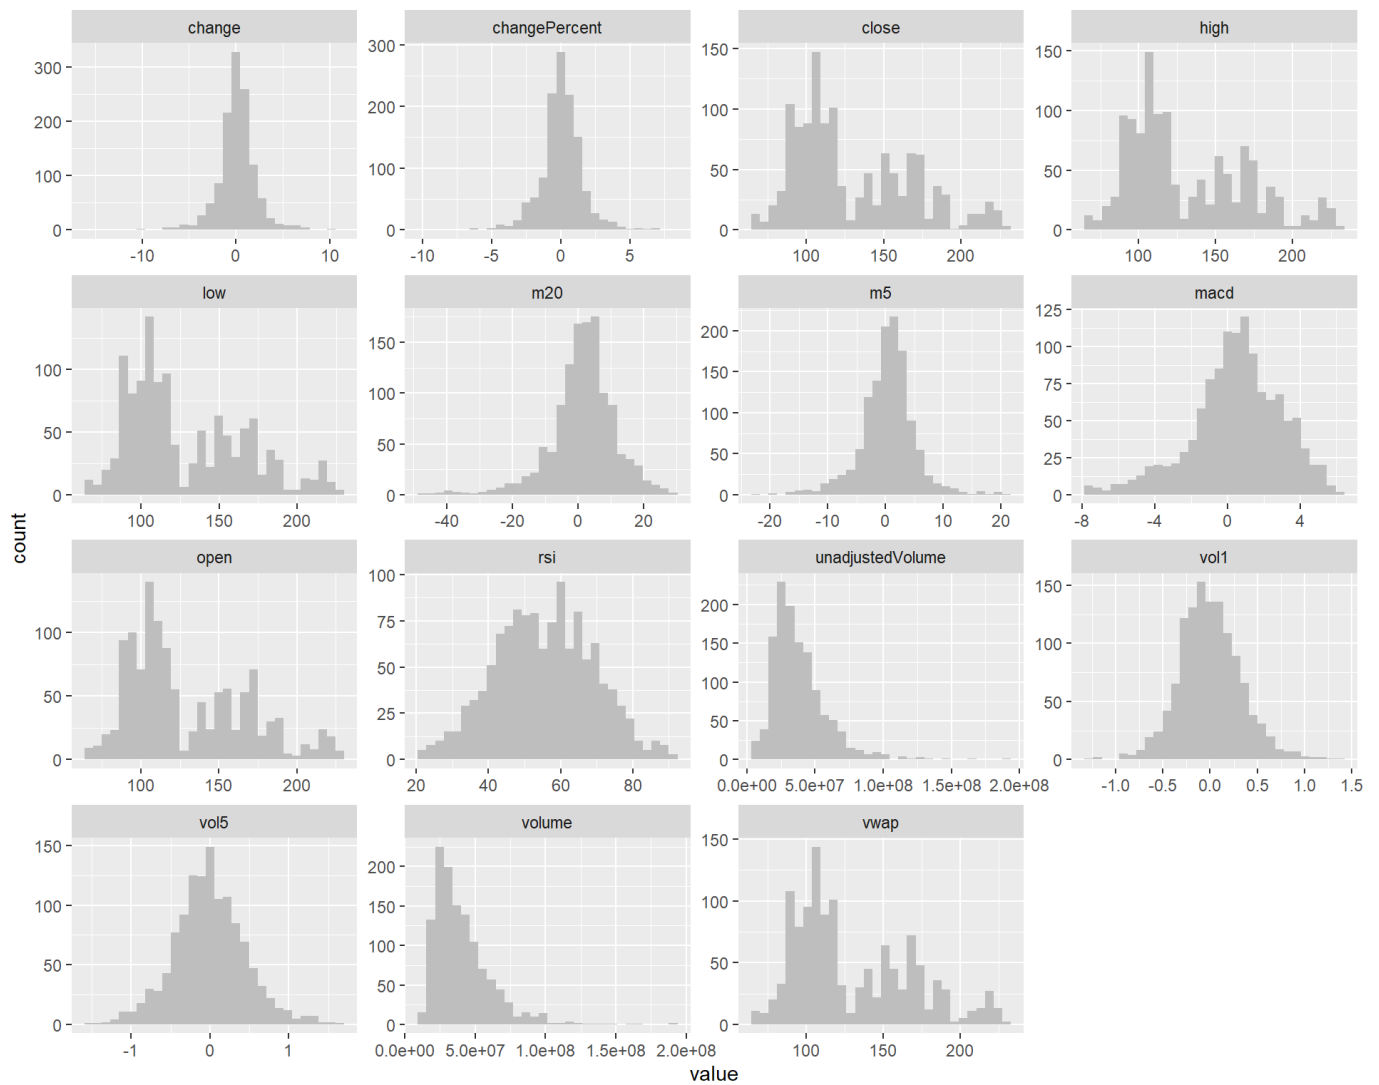 change changePercent close high
300 200 100 0 300 200 100 0 150 100 50 0 150 100 50 0
-10 0 10 -10 -5 0 5 100 150 200 100 150 200
low m20 m5 macd
100 50 0 150 100 50 0 200 150 100 50 0 125 100 75 50 25 0
100 150 200 -40 -20 0 20 -20 -10 0 10 20 -8 -4 0 4
count
open rsi unadjustedVolume vol1
100 50 0 100 75 50 25 0 200 150 100 50 0 150 100 50 0
100 150 200 20 40 60 80 0.0e+00 5.0e+07 1.0e+08 1.5e+08 2.0e+08 -1.0 -0.5 0.0 0.5 1.0 1.5
vol5 volume vwap
150 100 50 0 200 150 100 50 0 150 100 50 0
-1 0 1 0.0e+00 5.0e+07 1.0e+08 1.5e+08 2.0e+08 100 150 200
value